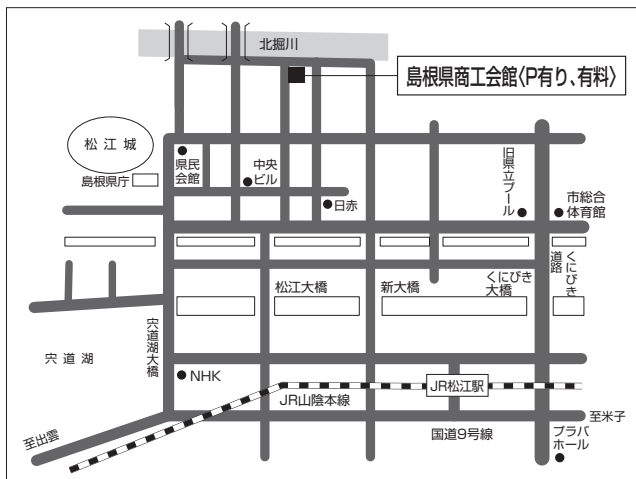 北掘川
島根県商工会館〈P有り、有料〉
松江城
島根県庁
県民
会館
中央
ビル
日赤
旧県立プール
市総合
体育館
松江大橋
新大橋
くにびき
大橋
くにびき
道路
宍道湖
宍道湖大橋
NHK
JR山陰本線
JR松江駅
至出雲
国道9号線
至米子
プラバ
ホール